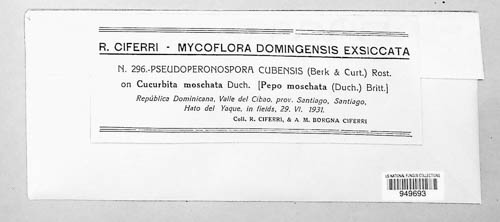 R. CIFERRI - MYCOFLORA DOMINGENSIS EXSICCATA
N. 296.-PSEUDOPERONOSPORA CUBENSIS (Berk & Curt.) Rost.
on Cucurbita moschata Duch. [Pepo moschata (Duch.) Britt.]
República Dominicana, Valle del Cibao, prov. Santiago, Santiago,
Hato del Yaque, in fields, 29. VI. 1931.
Coll. R. CIFERRI, & A. M. BORGNA CIFERRI
US NATIONAL FUNGUS COLLECTIONS
949693